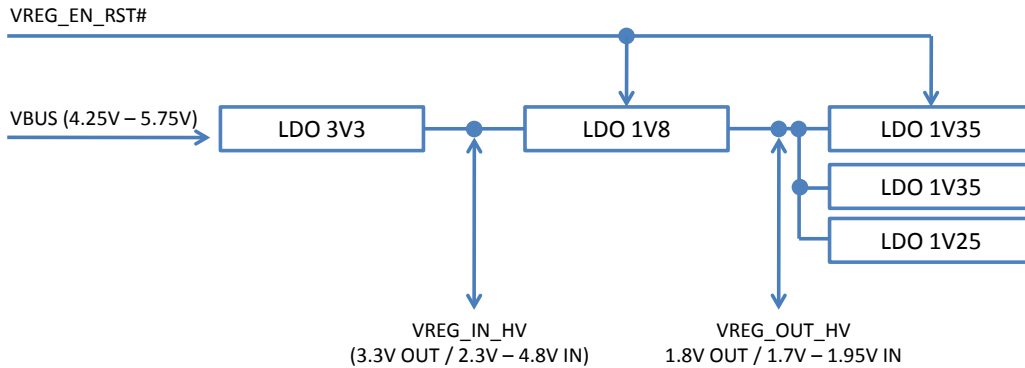 VREG_EN_RST#
VBUS (4.25V – 5.75V)
LDO 3V3
LDO 1V8
LDO 1V35
LDO 1V35
LDO 1V25
VREG_IN_HV
(3.3V OUT / 2.3V – 4.8V IN)
VREG_OUT_HV
1.8V OUT / 1.7V – 1.95V IN